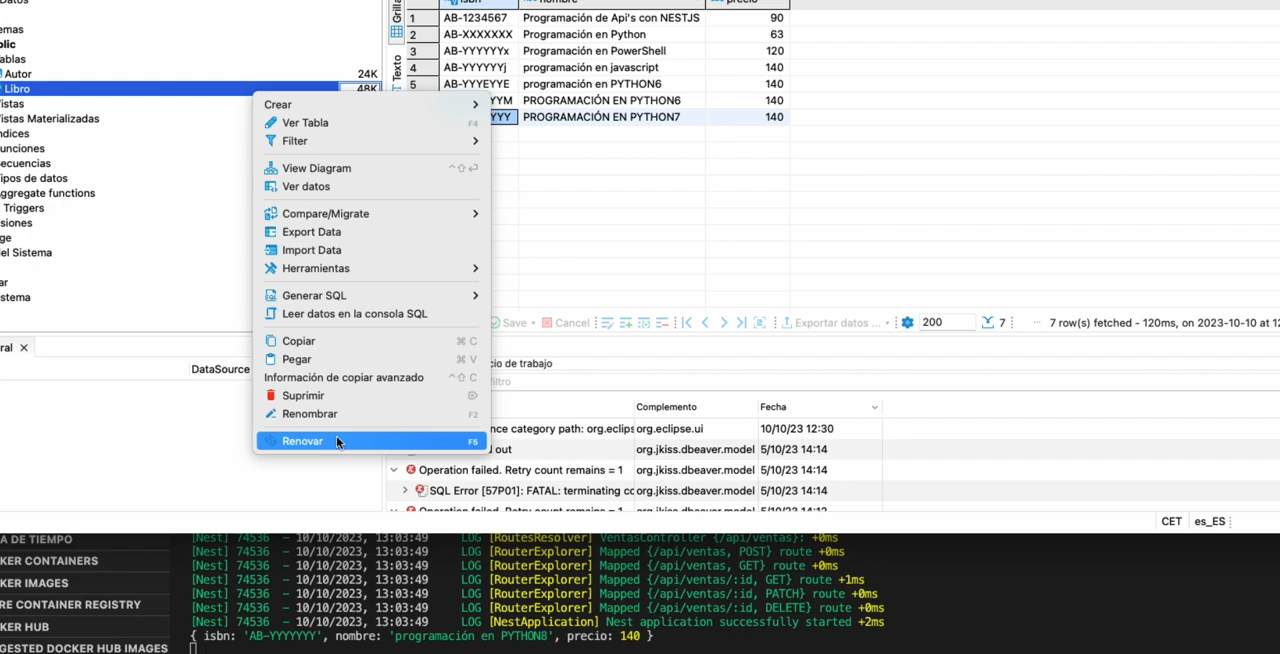 emas
blic
ablas
Autor 24K
Libro 48K
istas
istas Materializadas
ndices
unciones
ecuencias
ipos de datos
ggregate functions
Triggers
siones
ge
el Sistema
ar
stema
ral ×
DataSource
Grilla
Texto
1 AB-1234567 Programación de Api's con NESTJS 90
2 AB-XXXXXXX Programación en Python 63
3 AB-YYYYYYx Programación en PowerShell 120
4 AB-YYYYYYj programación en javascript 140
5 AB-YYYEYYE programación en PYTHON6 140
YYM PROGRAMACIÓN EN PYTHON6 140
YYY PROGRAMACIÓN EN PYTHON7 140
Crear
Ver Tabla F4
Filter
View Diagram ^⇧⏎
Ver datos
Compare/Migrate
Export Data
Import Data
Herramientas
Generar SQL
Leer datos en la consola SQL
Copiar ⌘ C
Pegar ⌘ V
Información de copiar avanzado ^⇧ C
Suprimir ⌦
Renombrar F2
Renovar F5
Save Cancel Exportar datos ... 200 7 ... 7 row(s) fetched - 120ms, on 2023-10-10 at 12
cio de trabajo
iltro
Complemento Fecha
nce category path: org.eclips org.eclipse.ui 10/10/23 12:30
out org.jkiss.dbeaver.model 5/10/23 14:14
Operation failed. Retry count remains = 1 org.jkiss.dbeaver.model 5/10/23 14:14
SQL Error [57P01]: FATAL: terminating co org.jkiss.dbeaver.model 5/10/23 14:14
CET es_ES
A DE TIEMPO
KER CONTAINERS
KER IMAGES
RE CONTAINER REGISTRY
KER HUB
GESTED DOCKER HUB IMAGES
[Nest] 74536 - 10/10/2023, 13:03:49 LOG [RoutesResolver] VentasController {/api/ventas}: +0ms
[Nest] 74536 - 10/10/2023, 13:03:49 LOG [RouterExplorer] Mapped {/api/ventas, POST} route +0ms
[Nest] 74536 - 10/10/2023, 13:03:49 LOG [RouterExplorer] Mapped {/api/ventas, GET} route +0ms
[Nest] 74536 - 10/10/2023, 13:03:49 LOG [RouterExplorer] Mapped {/api/ventas/:id, GET} route +1ms
[Nest] 74536 - 10/10/2023, 13:03:49 LOG [RouterExplorer] Mapped {/api/ventas/:id, PATCH} route +0ms
[Nest] 74536 - 10/10/2023, 13:03:49 LOG [RouterExplorer] Mapped {/api/ventas/:id, DELETE} route +0ms
[Nest] 74536 - 10/10/2023, 13:03:49 LOG [NestApplication] Nest application successfully started +2ms
{ isbn: 'AB-YYYYYYY', nombre: 'programación en PYTHON8', precio: 140 }